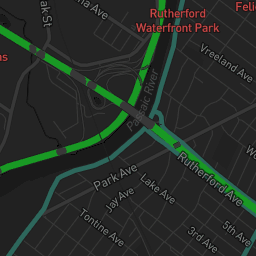 Rutherford
Waterfront Park
Vreeland Ave
Passaic River
Rutherford Ave
Park Ave
Lake Ave
Jay Ave
Tontine Ave
3rd Ave
5th Ave